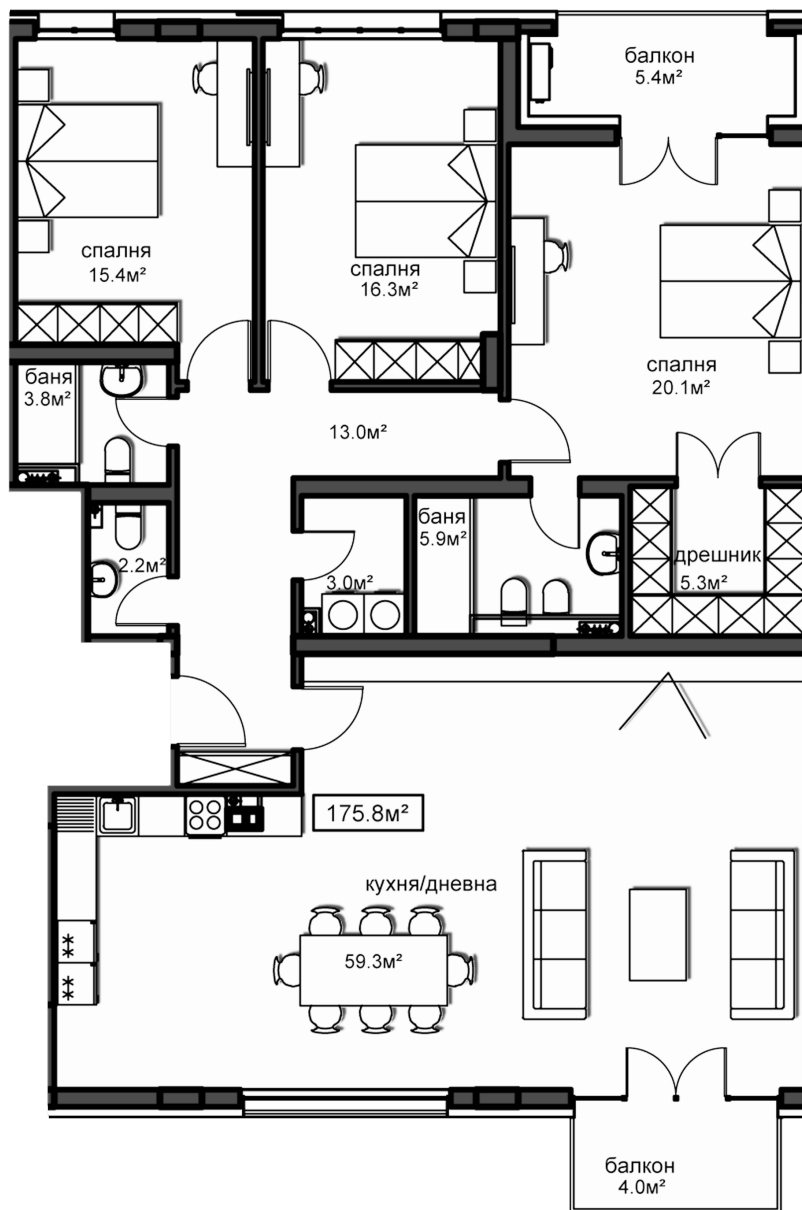 балкон
5.4м²
спалня
15.4м²
спалня
16.3м²
спалня
20.1м²
баня
3.8м²
13.0м²
баня
5.9м²
2.2м²
3.0м²
дрешник
5.3м²
175.8м²
кухня/дневна
59.3м²
балкон
4.0м²